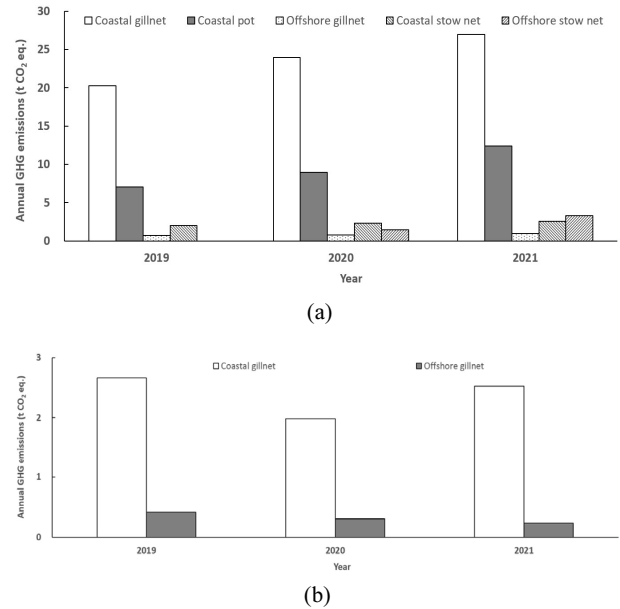 Coastal gillnet Coastal pot Offshore gillnet Coastal stow net Offshore stow net
Annual GHG emissions (t CO₂ eq.)
30
25
20
15
10
5
0
2019 2020 2021
Year
(a)
Coastal gillnet Offshore gillnet
Annual GHG emissions (t CO₂ eq.)
3
2
1
0
2019 2020 2021
Year
(b)